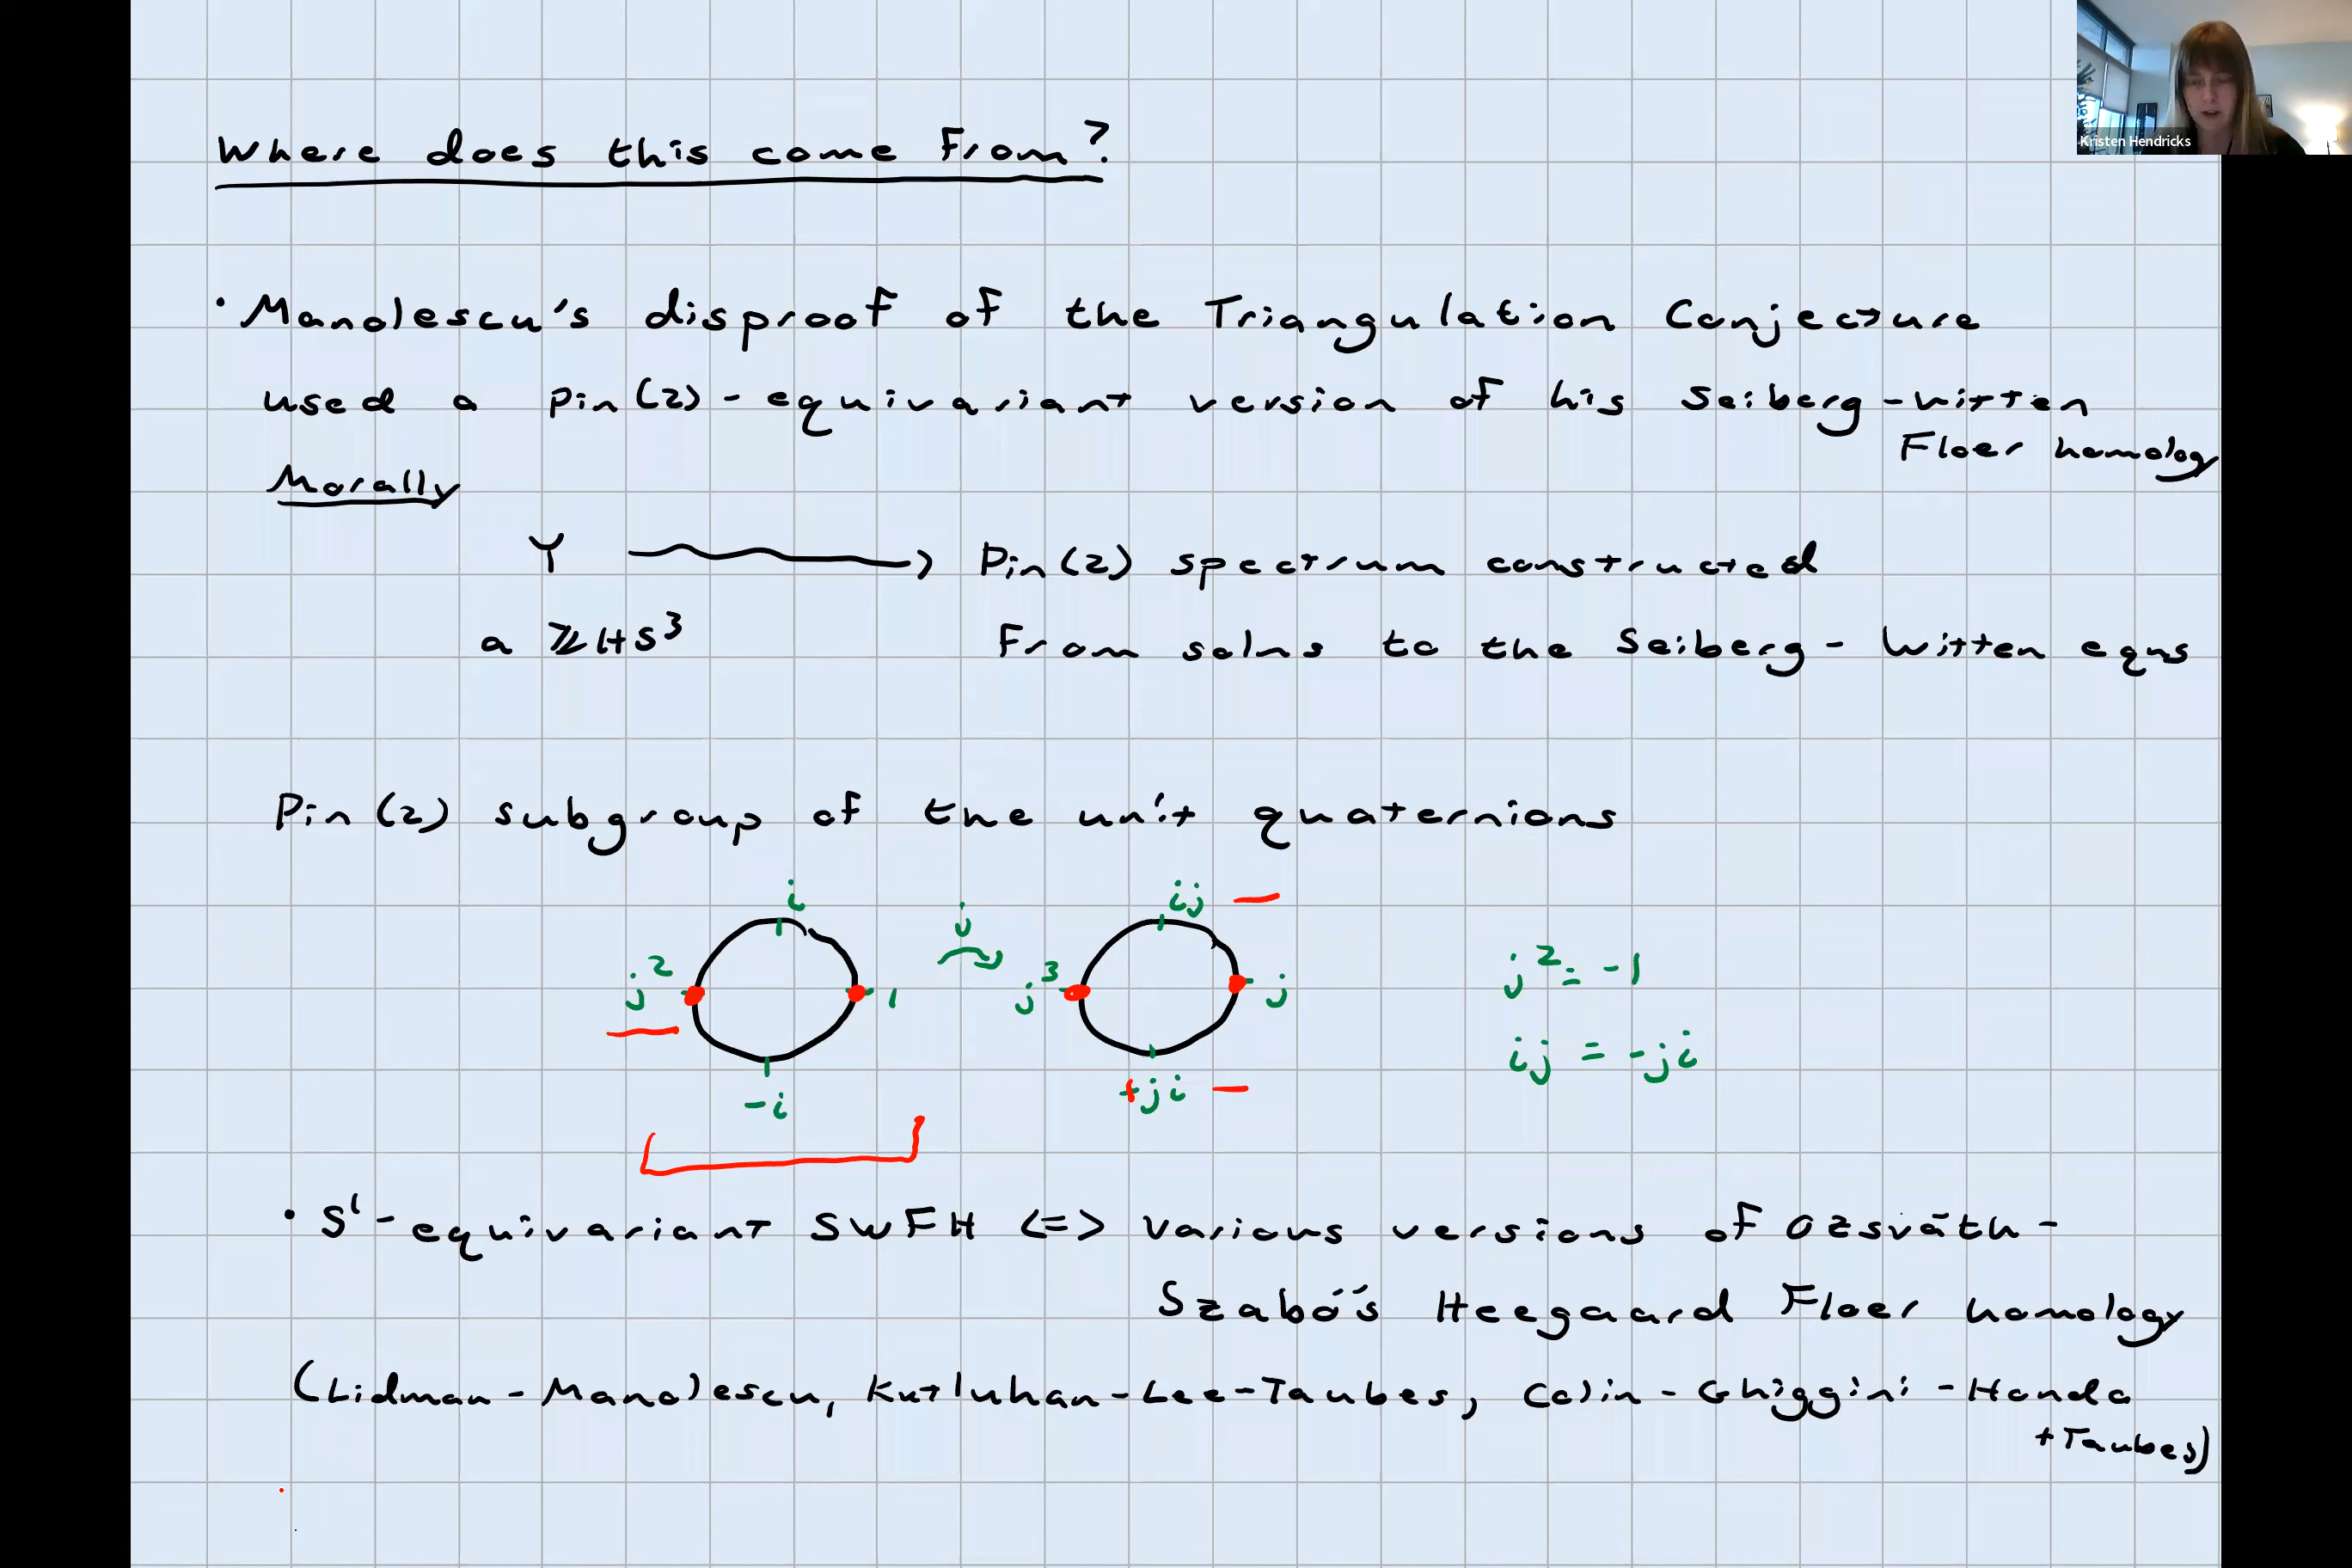 Kristen Hendricks
Where does this come from?
• Manolescu's disproof of the Triangulation Conjecture
used a pin(2)-equivariant version of his Seiberg-Witten
Floer homology
Morally
Y ⟶ Pin(2) spectrum constructed
a ℤHS³ from solns to the Seiberg-Witten eqns
Pin(2) subgroup of the unit quaternions
i j ij
j² 1 j³ j j² = -1
-i +ji ij = -ji
• S¹-equivariant SWFH <=> various versions of Ozsváth-
Szabó's Heegaard Floer homology
(Lidman-Manolescu, Kutluhan-Lee-Taubes, Colin-Ghiggini-Honda
+Taubes)